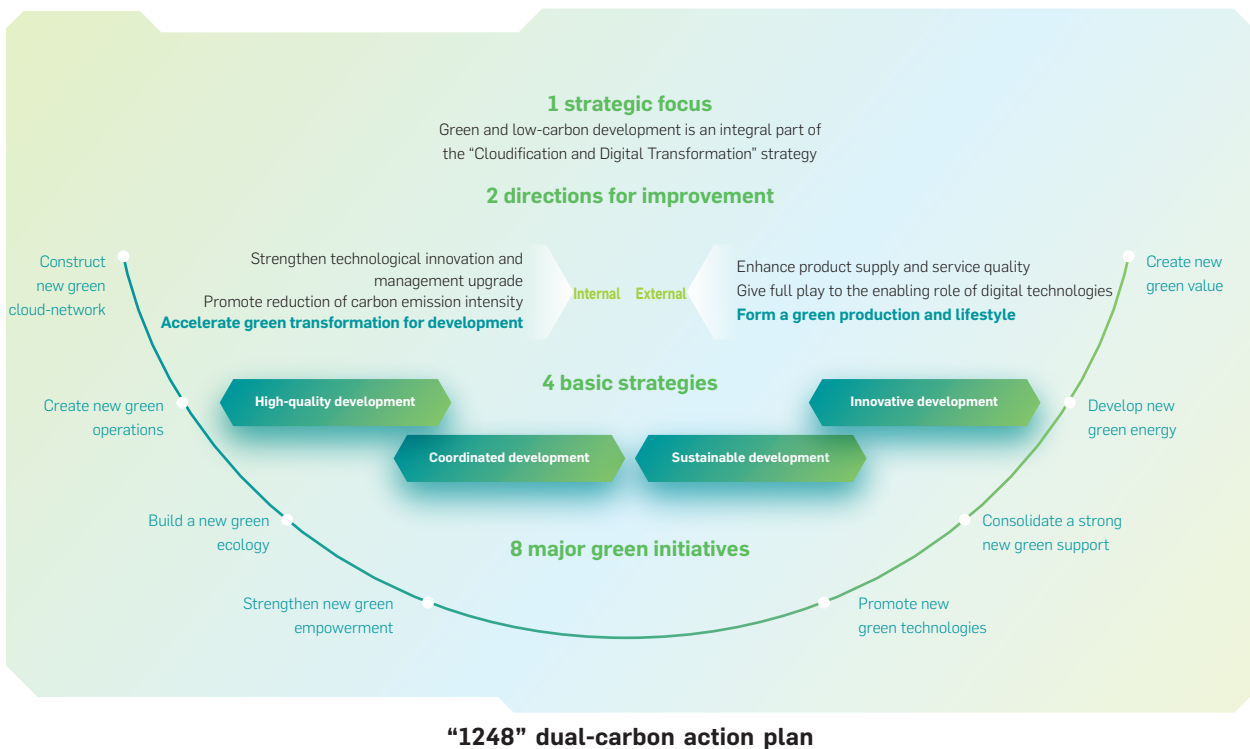 1 strategic focus
Green and low-carbon development is an integral part of
the “Cloudification and Digital Transformation” strategy
2 directions for improvement
Strengthen technological innovation and
management upgrade
Promote reduction of carbon emission intensity
Accelerate green transformation for development
Internal
External
Enhance product supply and service quality
Give full play to the enabling role of digital technologies
Form a green production and lifestyle
4 basic strategies
High-quality development
Coordinated development
Sustainable development
Innovative development
8 major green initiatives
Construct
new green
cloud-network
Create new green
operations
Build a new green
ecology
Strengthen new green
empowerment
Promote new
green technologies
Consolidate a strong
new green support
Develop new
green energy
Create new
green value
“1248” dual-carbon action plan